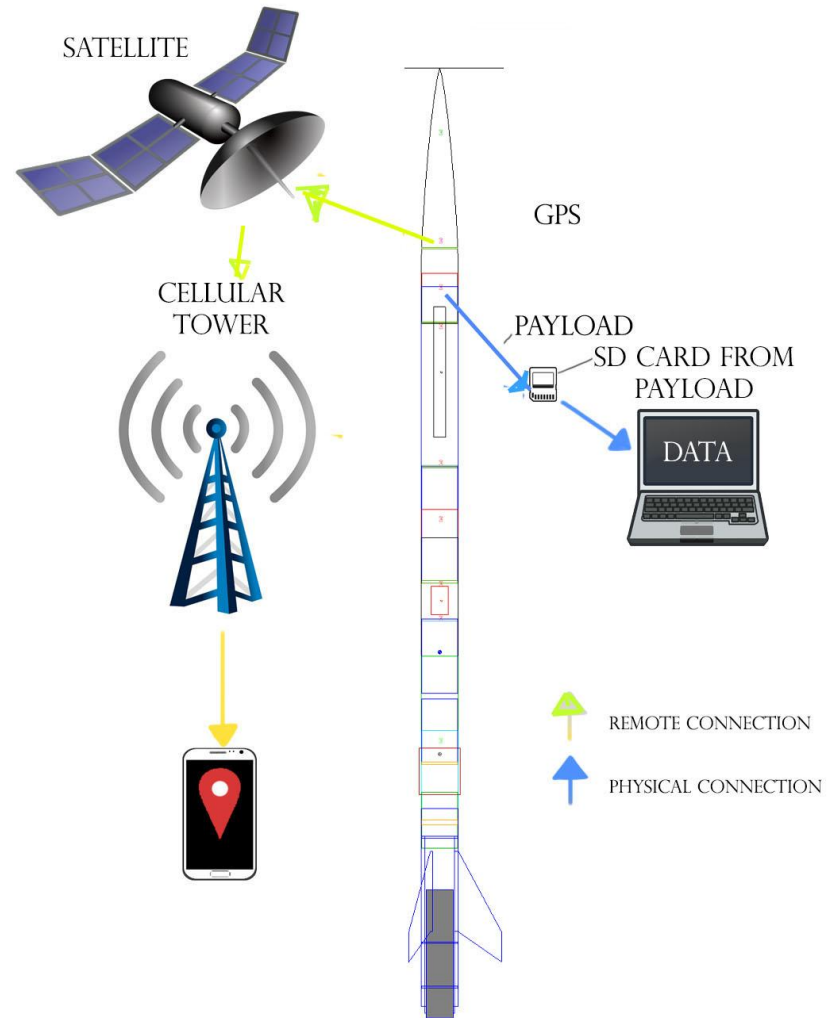 SATELLITE
GPS
CELLULAR
TOWER
PAYLOAD
SD CARD FROM
PAYLOAD
DATA
REMOTE CONNECTION
PHYSICAL CONNECTION